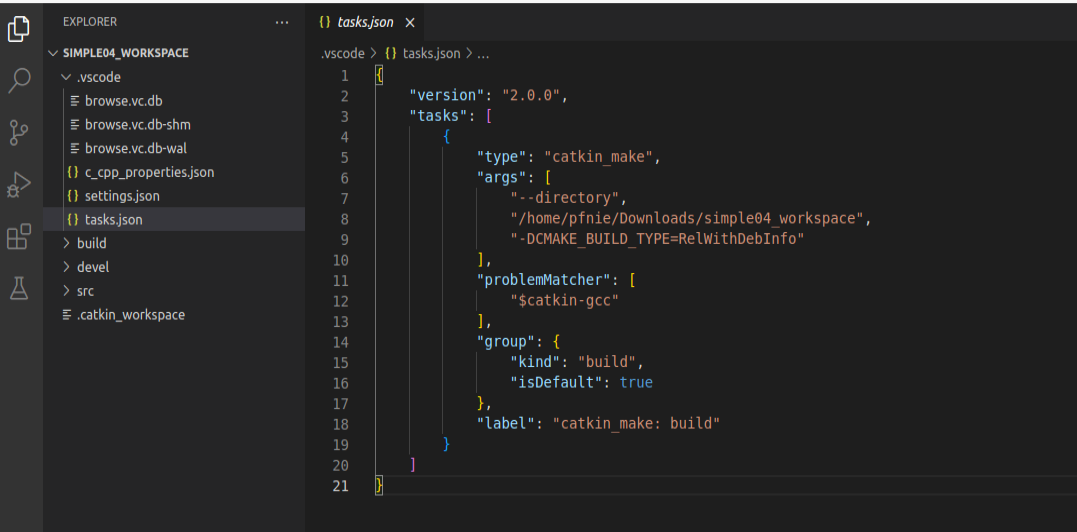 EXPLORER
...
SIMPLE04_WORKSPACE
.vscode
browse.vc.db
browse.vc.db-shm
browse.vc.db-wal
{} c_cpp_properties.json
{} settings.json
{} tasks.json
build
devel
src
.catkin_workspace
{} tasks.json ×
.vscode > {} tasks.json > ...
1 {
2 "version": "2.0.0",
3 "tasks": [
4 {
5 "type": "catkin_make",
6 "args": [
7 "--directory",
8 "/home/pfnie/Downloads/simple04_workspace",
9 "-DCMAKE_BUILD_TYPE=RelWithDebInfo"
10 ],
11 "problemMatcher": [
12 "$catkin-gcc"
13 ],
14 "group": {
15 "kind": "build",
16 "isDefault": true
17 },
18 "label": "catkin_make: build"
19 }
20 ]
21 }